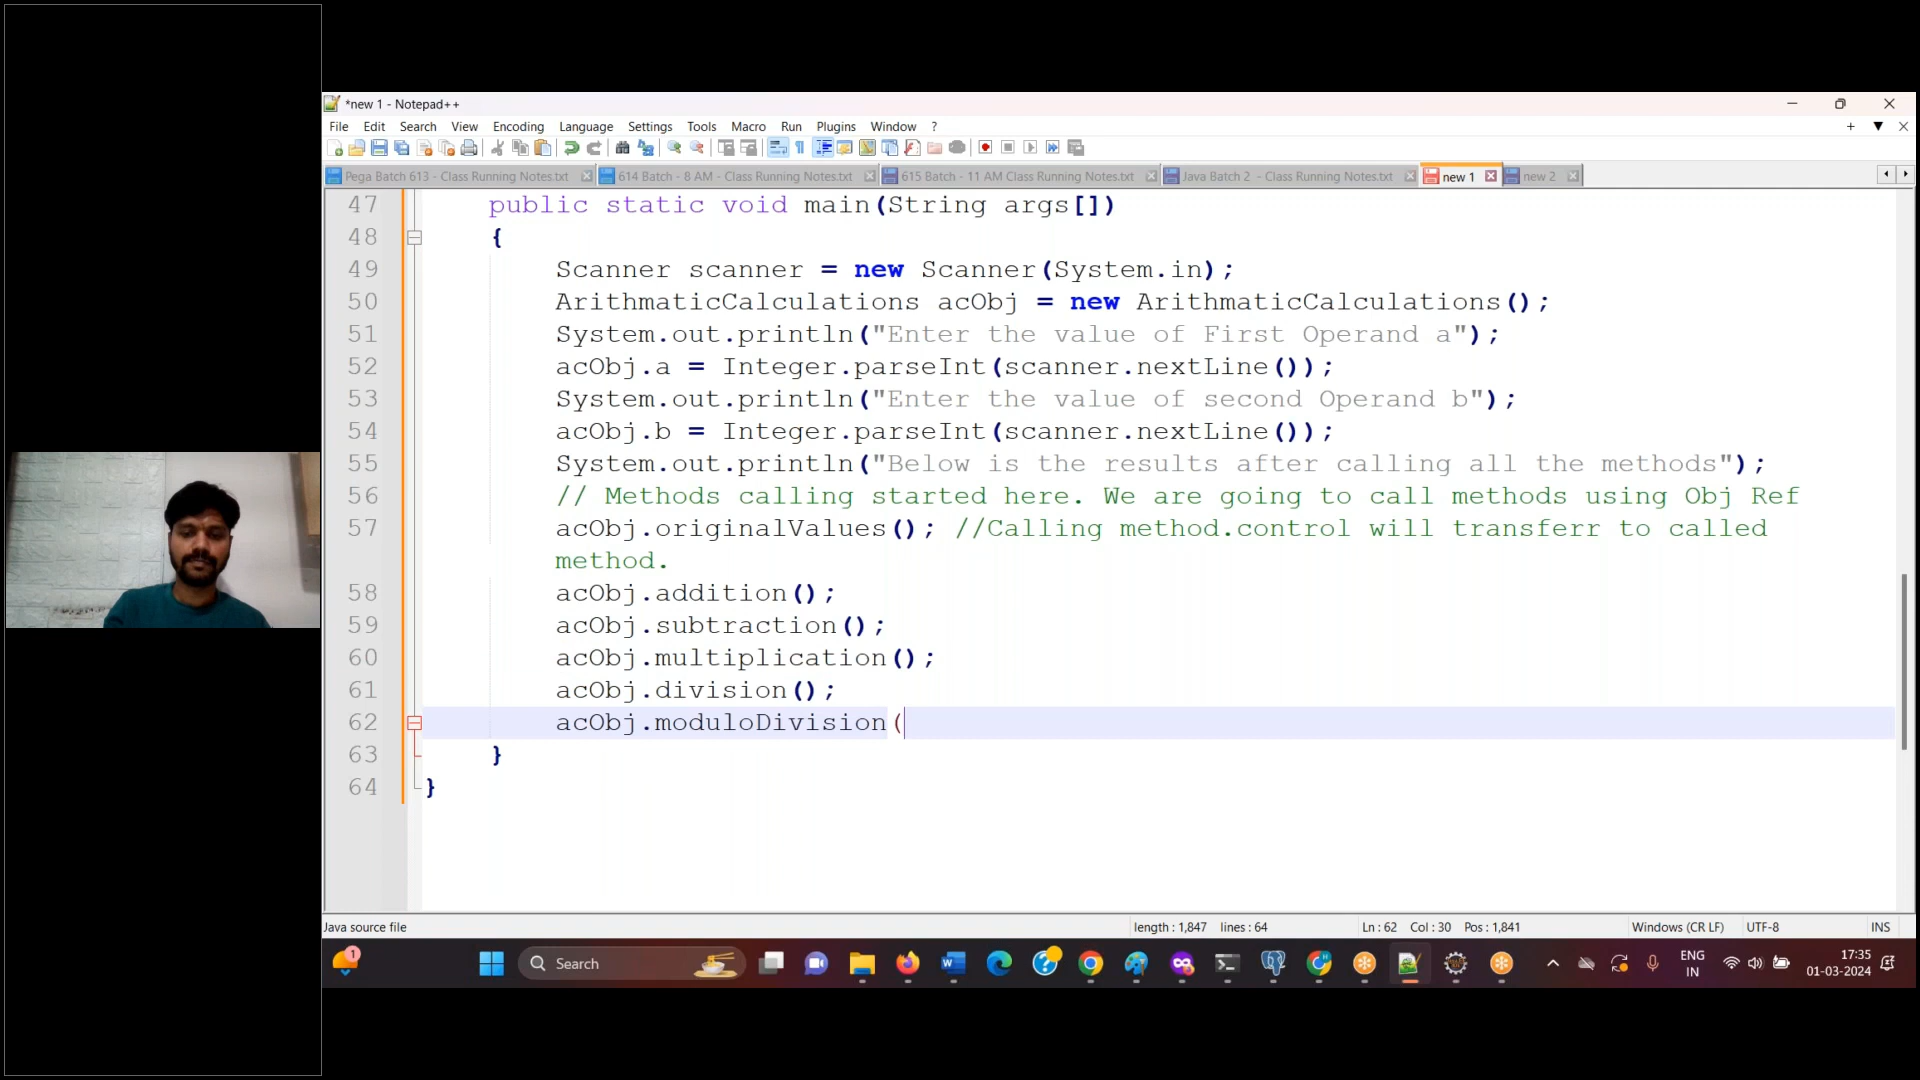 *new 1 - Notepad++
File Edit Search View Encoding Language Settings Tools Macro Run Plugins Window ?
Pega Batch 613 - Class Running Notes.txt 614 Batch - 8 AM - Class Running Notes.txt 615 Batch - 11 AM Class Running Notes.txt Java Batch 2 - Class Running Notes.txt new 1 new 2
47 public static void main(String args[])
48 {
49 Scanner scanner = new Scanner(System.in);
50 ArithmaticCalculations acObj = new ArithmaticCalculations();
51 System.out.println("Enter the value of First Operand a");
52 acObj.a = Integer.parseInt(scanner.nextLine());
53 System.out.println("Enter the value of second Operand b");
54 acObj.b = Integer.parseInt(scanner.nextLine());
55 System.out.println("Below is the results after calling all the methods");
56 // Methods calling started here. We are going to call methods using Obj Ref
57 acObj.originalValues(); //Calling method.control will transferr to called
method.
58 acObj.addition();
59 acObj.subtraction();
60 acObj.multiplication();
61 acObj.division();
62 acObj.moduloDivision(
63 }
64 }
Java source file length : 1,847 lines : 64 Ln : 62 Col : 30 Pos : 1,841 Windows (CR LF) UTF-8 INS
1 Search ENG IN 17:35
01-03-2024